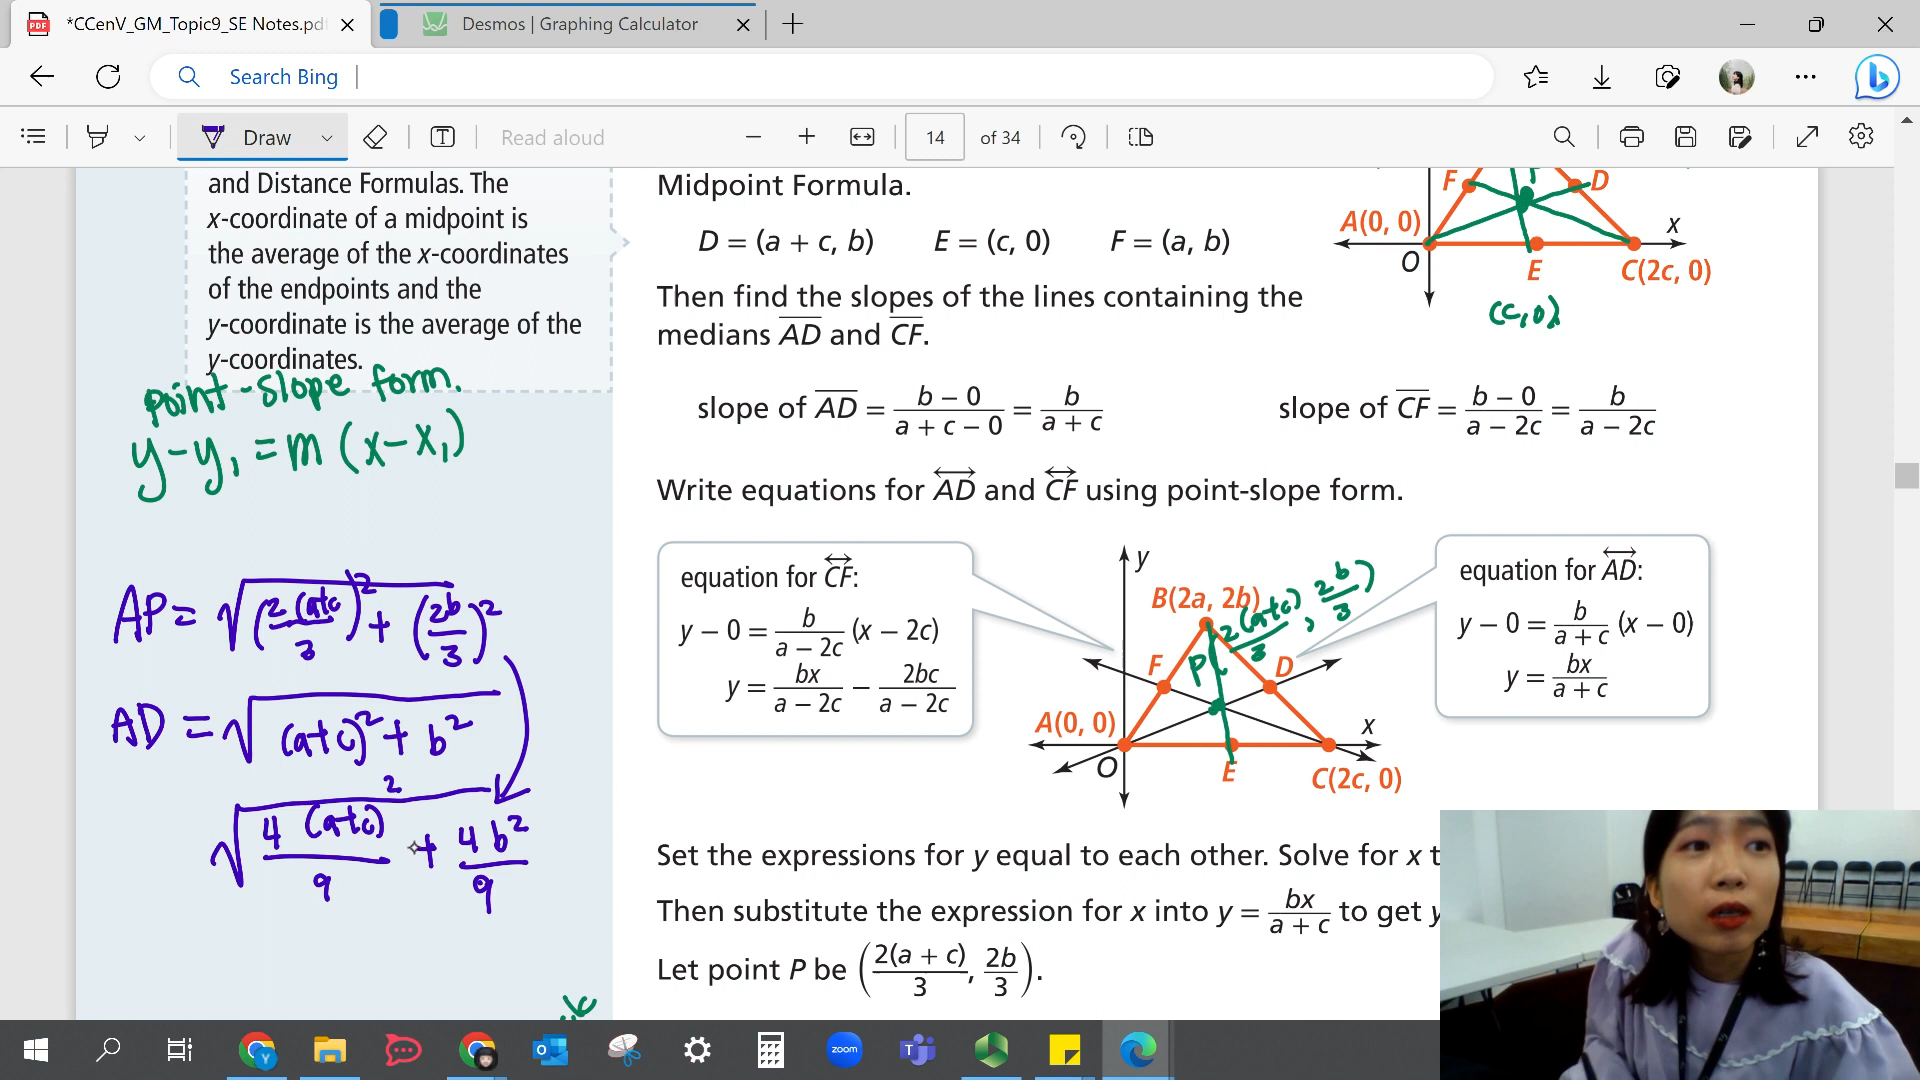 *CCenV_GM_Topic9_SE Notes.pdf
Desmos | Graphing Calculator
Search Bing
Draw
Read aloud
14
of 34
and Distance Formulas. The
x-coordinate of a midpoint is
the average of the x-coordinates
of the endpoints and the
y-coordinate is the average of the
y-coordinates.
point-slope form.
y-y₁ = m (x-x₁)
AP = √(2(a+c)/3)² + (2b/3)²
AD = √(a+c)² + b²
√4(a+c)²/9 + 4b²/9
Midpoint Formula.
D = (a + c, b) E = (c, 0) F = (a, b)
Then find the slopes of the lines containing the
medians AD and CF.
slope of AD = (b − 0)/(a + c − 0) = b/(a + c)
slope of CF = (b − 0)/(a − 2c) = b/(a − 2c)
Write equations for AD and CF using point-slope form.
F
D
A(0, 0)
x
O
E
C(2c, 0)
(c,0)
equation for CF:
y − 0 = b/(a − 2c) (x − 2c)
y = bx/(a − 2c) − 2bc/(a − 2c)
y
B(2a, 2b)
(2(a+c)/3, 2b/3)
F
P
D
A(0, 0)
x
O
E
C(2c, 0)
equation for AD:
y − 0 = b/(a + c) (x − 0)
y = bx/(a + c)
Set the expressions for y equal to each other. Solve for x t
Then substitute the expression for x into y = bx/(a + c) to get y
Let point P be (2(a + c)/3, 2b/3).
zoom